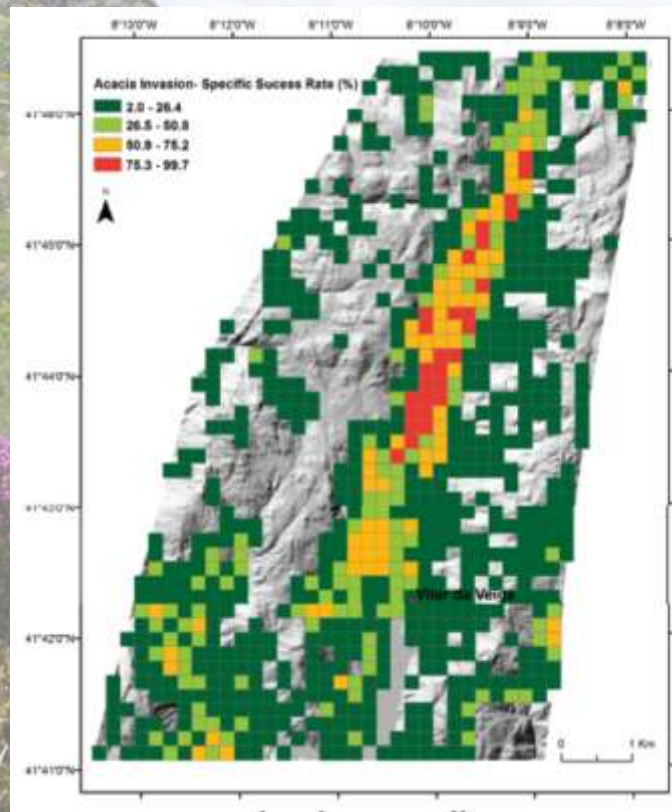 8°13'0"W 8°12'0"W 8°11'0"W 8°10'0"W 8°9'0"W 8°8'0"W
Acacia Invasion- Specific Sucess Rate (%)
2.0 - 26.4
26.5 - 50.8
50.9 - 75.2
75.3 - 99.7
N
41°46'0"N
41°45'0"N
41°44'0"N
41°43'0"N
Vilar da Veiga
41°42'0"N
0 1 Km
41°41'0"N